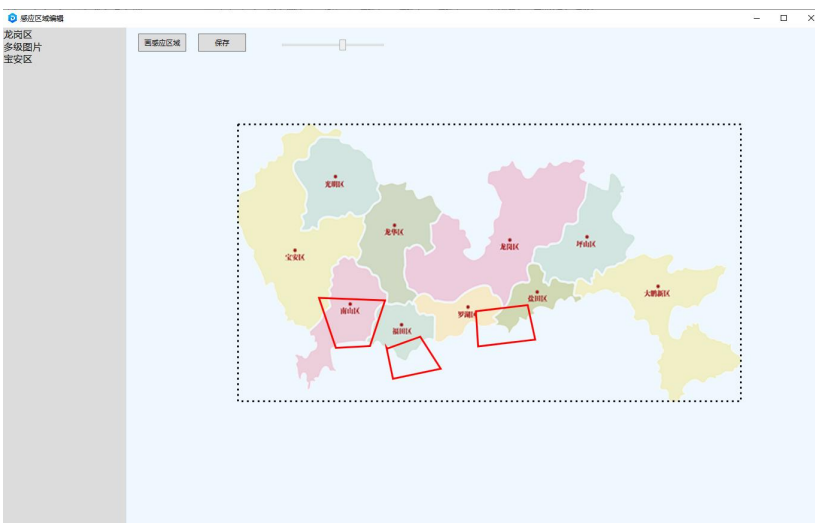 感应区域编辑
龙岗区
多级图片
宝安区
画感应区域
保存
光明区
龙华区
龙岗区
坪山区
宝安区
大鹏新区
盐田区
南山区
罗湖区
福田区